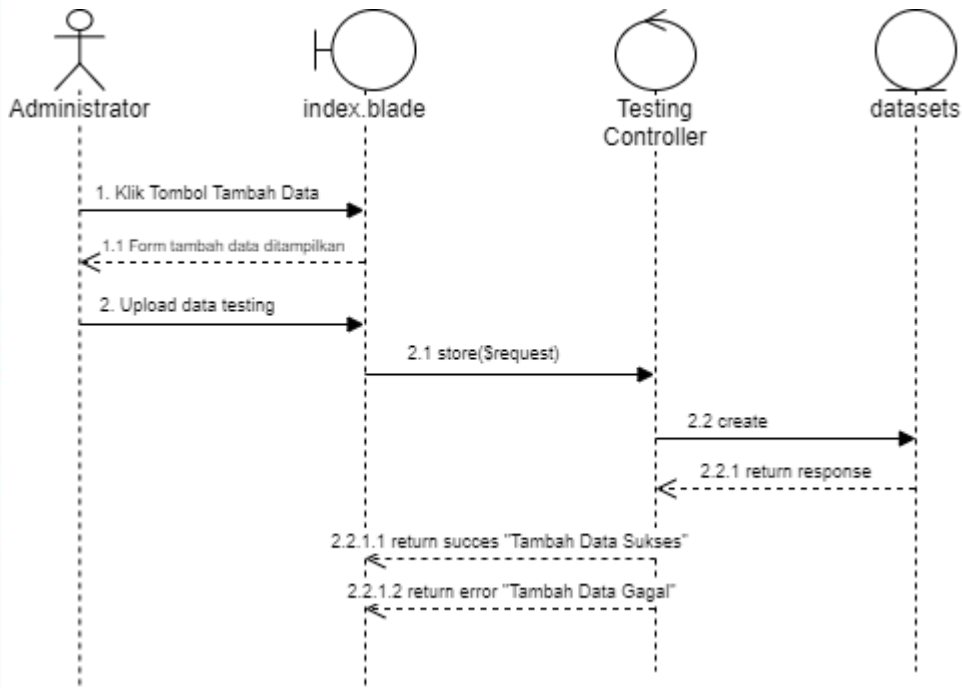 Administrator
index.blade
Testing
Controller
datasets
1. Klik Tombol Tambah Data
1.1 Form tambah data ditampilkan
2. Upload data testing
2.1 store($request)
2.2 create
2.2.1 return response
2.2.1.1 return succes "Tambah Data Sukses"
2.2.1.2 return error "Tambah Data Gagal"